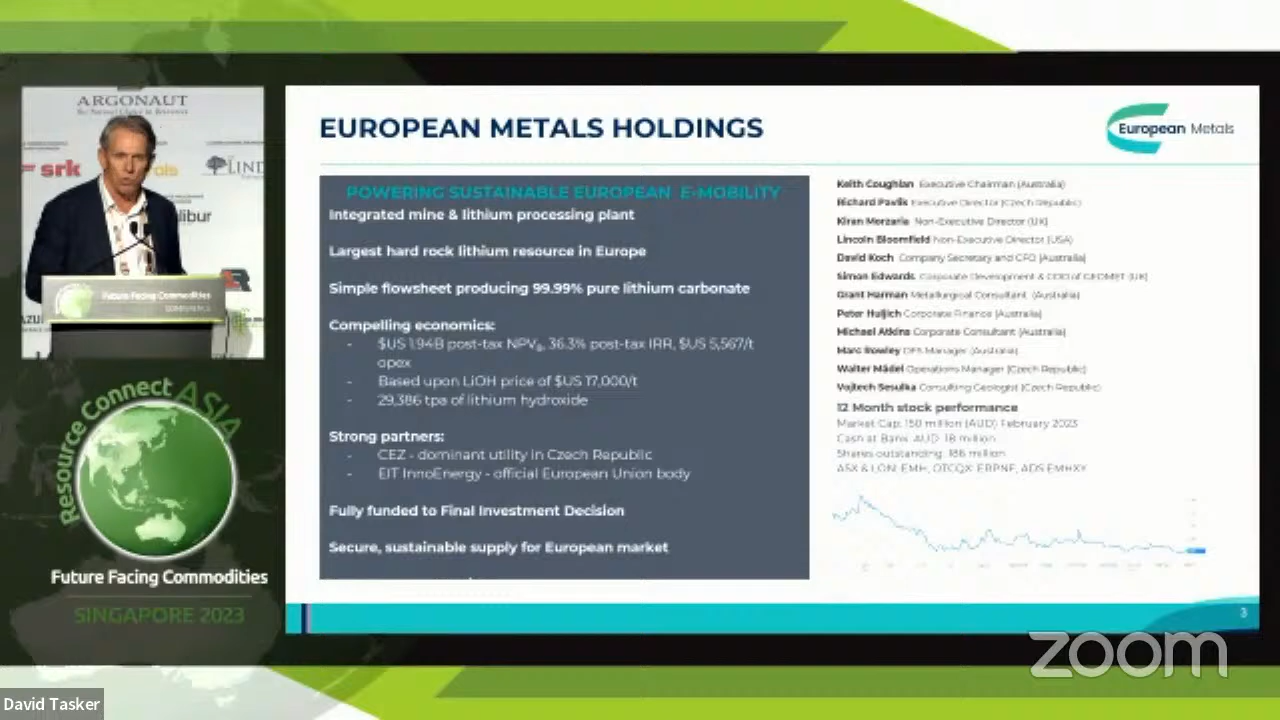 ARGONAUT
srk
als
LIND
libur
Future Facing Commodities
CONFERENCE
Resource Connect ASIA
Future Facing Commodities
SINGAPORE 2023
David Tasker
EUROPEAN METALS HOLDINGS
European Metals
POWERING SUSTAINABLE EUROPEAN E-MOBILITY
Integrated mine & lithium processing plant
Largest hard rock lithium resource in Europe
Simple flowsheet producing 99.99% pure lithium carbonate
Compelling economics:
- $US 1.94B post-tax NPV₈, 36.3% post-tax IRR, $US 5,567/t
opex
- Based upon LiOH price of $US 17,000/t
- 29,386 tpa of lithium hydroxide
Strong partners:
- CEZ - dominant utility in Czech Republic
- EIT InnoEnergy - official European Union body
Fully funded to Final Investment Decision
Secure, sustainable supply for European market
Keith Coughlan Executive Chairman (Australia)
Richard Pavlik Executive Director (Czech Republic)
Kiran Morzaria Non-Executive Director (UK)
Lincoln Bloomfield Non-Executive Director (USA)
David Koch Company Secretary and CFO (Australia)
Simon Edwards Corporate Development & COO of GEOMET (UK)
Grant Harman Metallurgical Consultant (Australia)
Peter Huljich Corporate Finance (Australia)
Michael Atkins Corporate Consultant (Australia)
Marc Rowley DFS Manager (Australia)
Walter Mädel Operations Manager (Czech Republic)
Vojtech Sesulka Consulting Geologist (Czech Republic)
12 Month stock performance
Market Cap: 150 million (AUD) February 2023
Cash at Bank: AUD: 18 million
Shares outstanding: 186 million
ASX & LON: EMH, OTCQX: ERPNF, ADS EMHXY
3
zoom